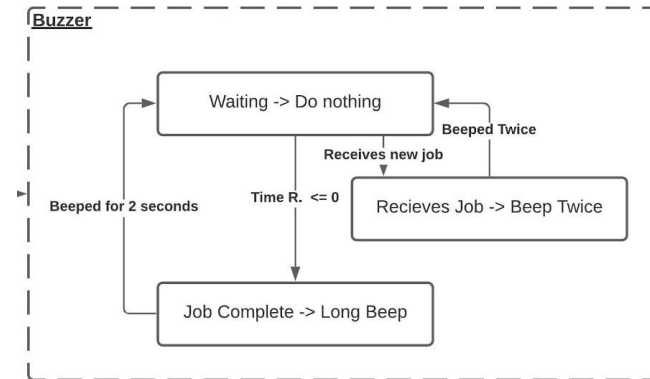 Buzzer
Waiting -> Do nothing
Beeped Twice
Receives new job
Time R. <= 0
Beeped for 2 seconds
Recieves Job -> Beep Twice
Job Complete -> Long Beep